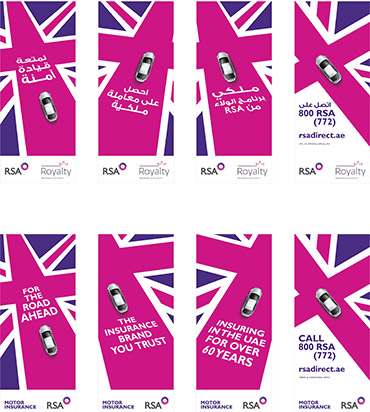 لمتعة
قيادة
آمنة
RSA
Royalty
احصل
على معاملة
ملكية
RSA
Royalty
ملكي
برنامج الولاء
من RSA
RSA
Royalty
اتصل على
800 RSA
(772)
rsadirect.ae
FOR
THE
ROAD
AHEAD
MOTOR
INSURANCE
RSA
THE
INSURANCE
BRAND
YOU TRUST
MOTOR
INSURANCE
RSA
INSURING
IN THE UAE
FOR OVER
60 YEARS
MOTOR
INSURANCE
RSA
CALL
800 RSA
(772)
rsadirect.ae
MOTOR
INSURANCE
RSA